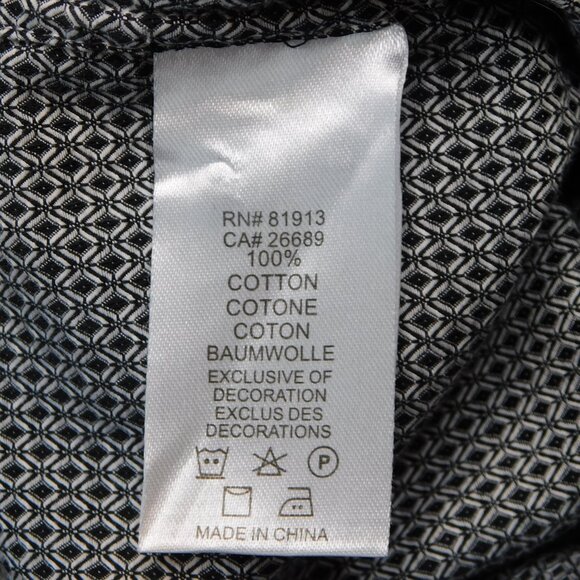 RN# 81913
CA# 26689
100%
COTTON
COTONE
COTON
BAUMWOLLE
EXCLUSIVE OF
DECORATION
EXCLUS DES
DECORATIONS
P
MADE IN CHINA